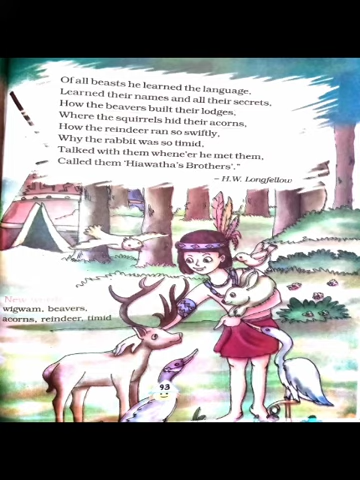 Of all beasts he learned the language.
Learned their names and all their secrets.
How the beavers built their lodges,
Where the squirrels hid their acorns,
How the reindeer ran so swiftly,
Why the rabbit was so timid,
Talked with them whene'er he met them,
Called them 'Hiawatha's Brothers'."
– H.W. Longfellow
New
wigwam, beavers,
acorns, reindeer, timid
93